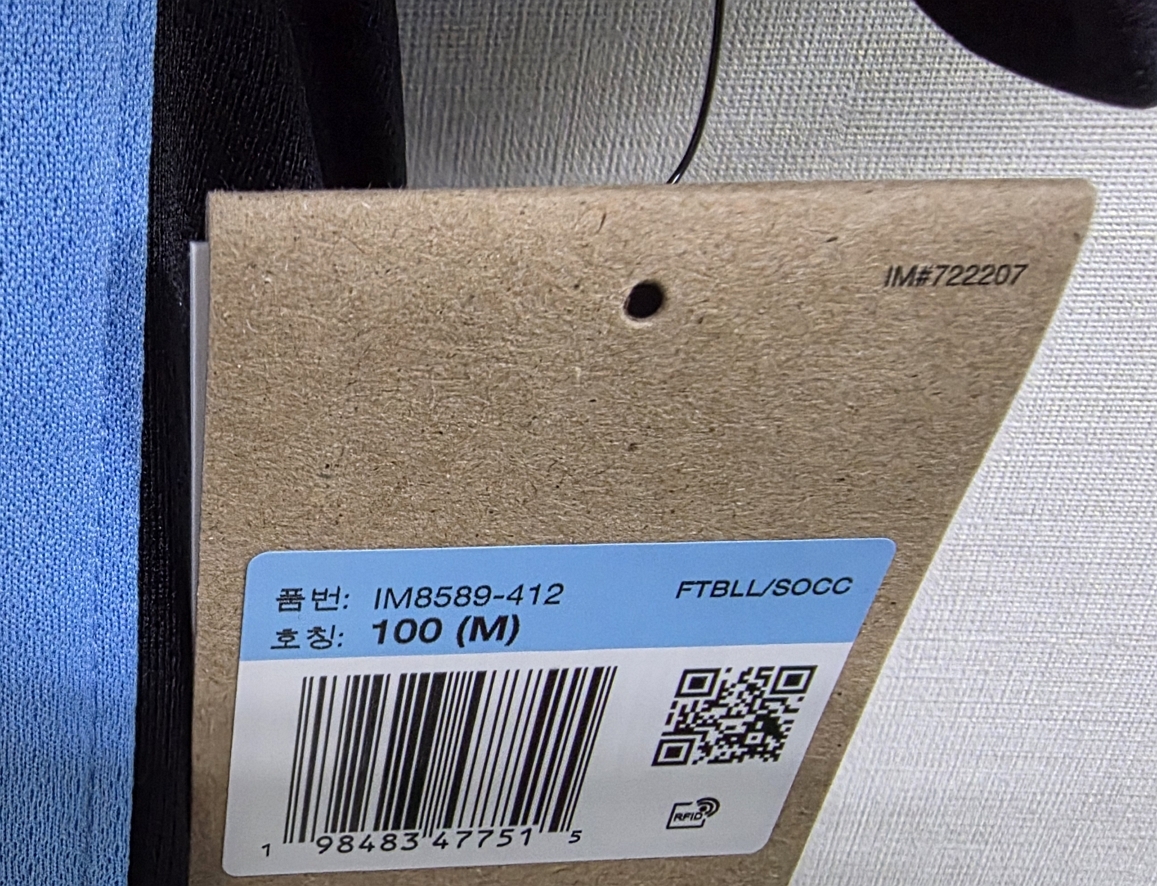 IM#722207
품번: IM8589-412 FTBLL/SOCC
호칭: 100 (M)
RFID
1 98483 47751 5